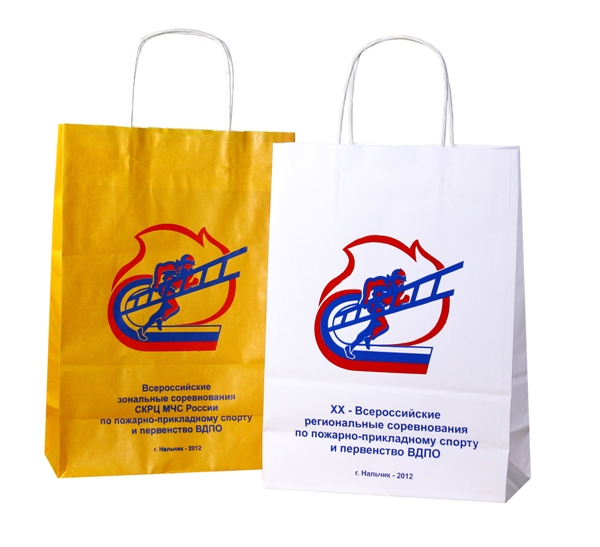 Всероссийские
зональные соревнования
СКРЦ МЧС России
по пожарно-прикладному спорту
и первенство ВДПО
г. Нальчик - 2012
XX - Всероссийские
региональные соревнования
по пожарно-прикладному спорту
и первенство ВДПО
г. Нальчик - 2012